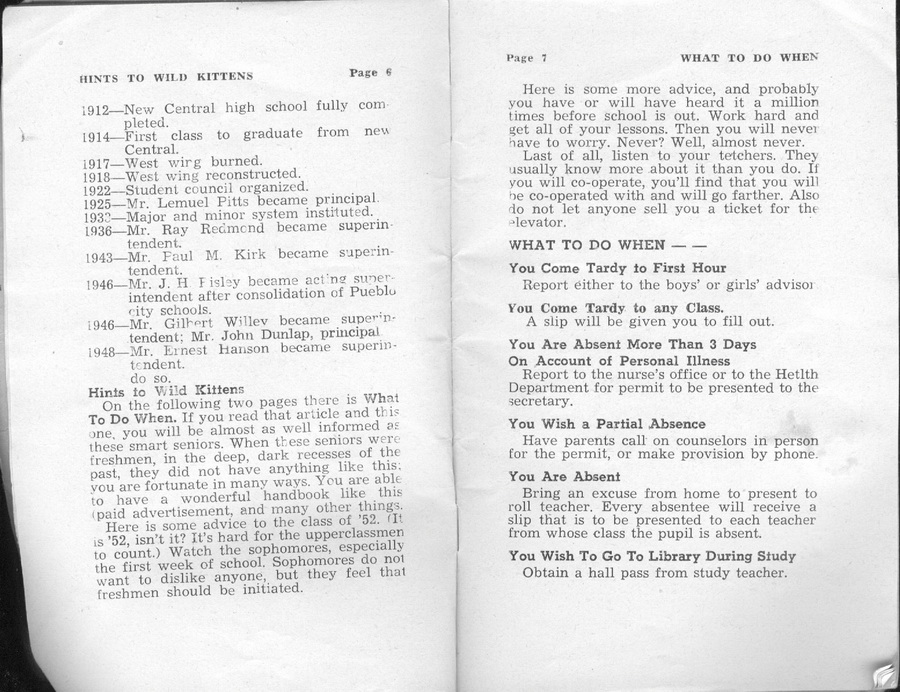 HINTS TO WILD KITTENS Page 6
1912—New Central high school fully com-
pleted.
1914—First class to graduate from new
Central.
1917—West wirg burned.
1918—West wing reconstructed.
1922—Student council organized.
1925—Mr. Lemuel Pitts became principal.
1933—Major and minor system instituted.
1936—Mr. Ray Redmond became superin-
tendent.
1943—Mr. Paul M. Kirk became superin-
tendent.
1946—Mr. J. H. Risley became acting super-
intendent after consolidation of Pueblo
city schools.
1946—Mr. Gilbert Willey became superin-
tendent; Mr. John Dunlap, principal
1948—Mr. Ernest Hanson became superin-
tendent.
do so.
Hints to Wild Kittens
On the following two pages there is What
To Do When. If you read that article and this
one, you will be almost as well informed as
these smart seniors. When these seniors were
freshmen, in the deep, dark recesses of the
past, they did not have anything like this;
you are fortunate in many ways. You are able
to have a wonderful handbook like this
(paid advertisement, and many other things.
Here is some advice to the class of '52. (It
is '52, isn't it? It's hard for the upperclassmen
to count.) Watch the sophomores, especially
the first week of school. Sophomores do not
want to dislike anyone, but they feel that
freshmen should be initiated.
Page 7 WHAT TO DO WHEN
Here is some more advice, and probably
you have or will have heard it a million
times before school is out. Work hard and
get all of your lessons. Then you will never
have to worry. Never? Well, almost never.
Last of all, listen to your tetchers. They
usually know more about it than you do. If
you will co-operate, you'll find that you will
be co-operated with and will go farther. Also
do not let anyone sell you a ticket for the
elevator.
WHAT TO DO WHEN — —
You Come Tardy to First Hour
Report either to the boys' or girls' advisor
You Come Tardy to any Class.
A slip will be given you to fill out.
You Are Absent More Than 3 Days
On Account of Personal Illness
Report to the nurse's office or to the Hetlth
Department for permit to be presented to the
secretary.
You Wish a Partial Absence
Have parents call on counselors in person
for the permit, or make provision by phone.
You Are Absent
Bring an excuse from home to present to
roll teacher. Every absentee will receive a
slip that is to be presented to each teacher
from whose class the pupil is absent.
You Wish To Go To Library During Study
Obtain a hall pass from study teacher.